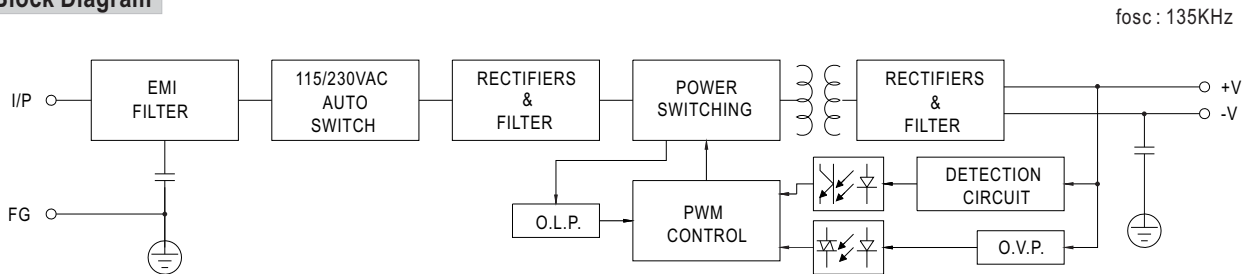 Block Diagram
fosc : 135KHz
I/P
EMI
FILTER
115/230VAC
AUTO
SWITCH
RECTIFIERS
&
FILTER
POWER
SWITCHING
RECTIFIERS
&
FILTER
+V
-V
FG
O.L.P.
PWM
CONTROL
DETECTION
CIRCUIT
O.V.P.